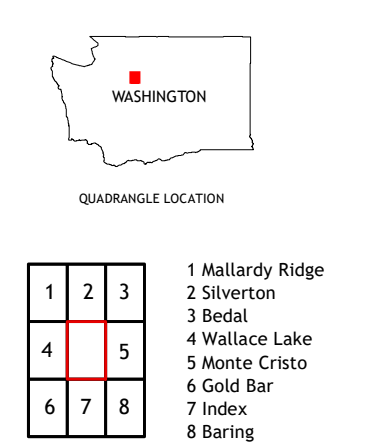 WASHINGTON
QUADRANGLE LOCATION
1 2 3
4 5
6 7 8
1 Mallardy Ridge
2 Silverton
3 Bedal
4 Wallace Lake
5 Monte Cristo
6 Gold Bar
7 Index
8 Baring